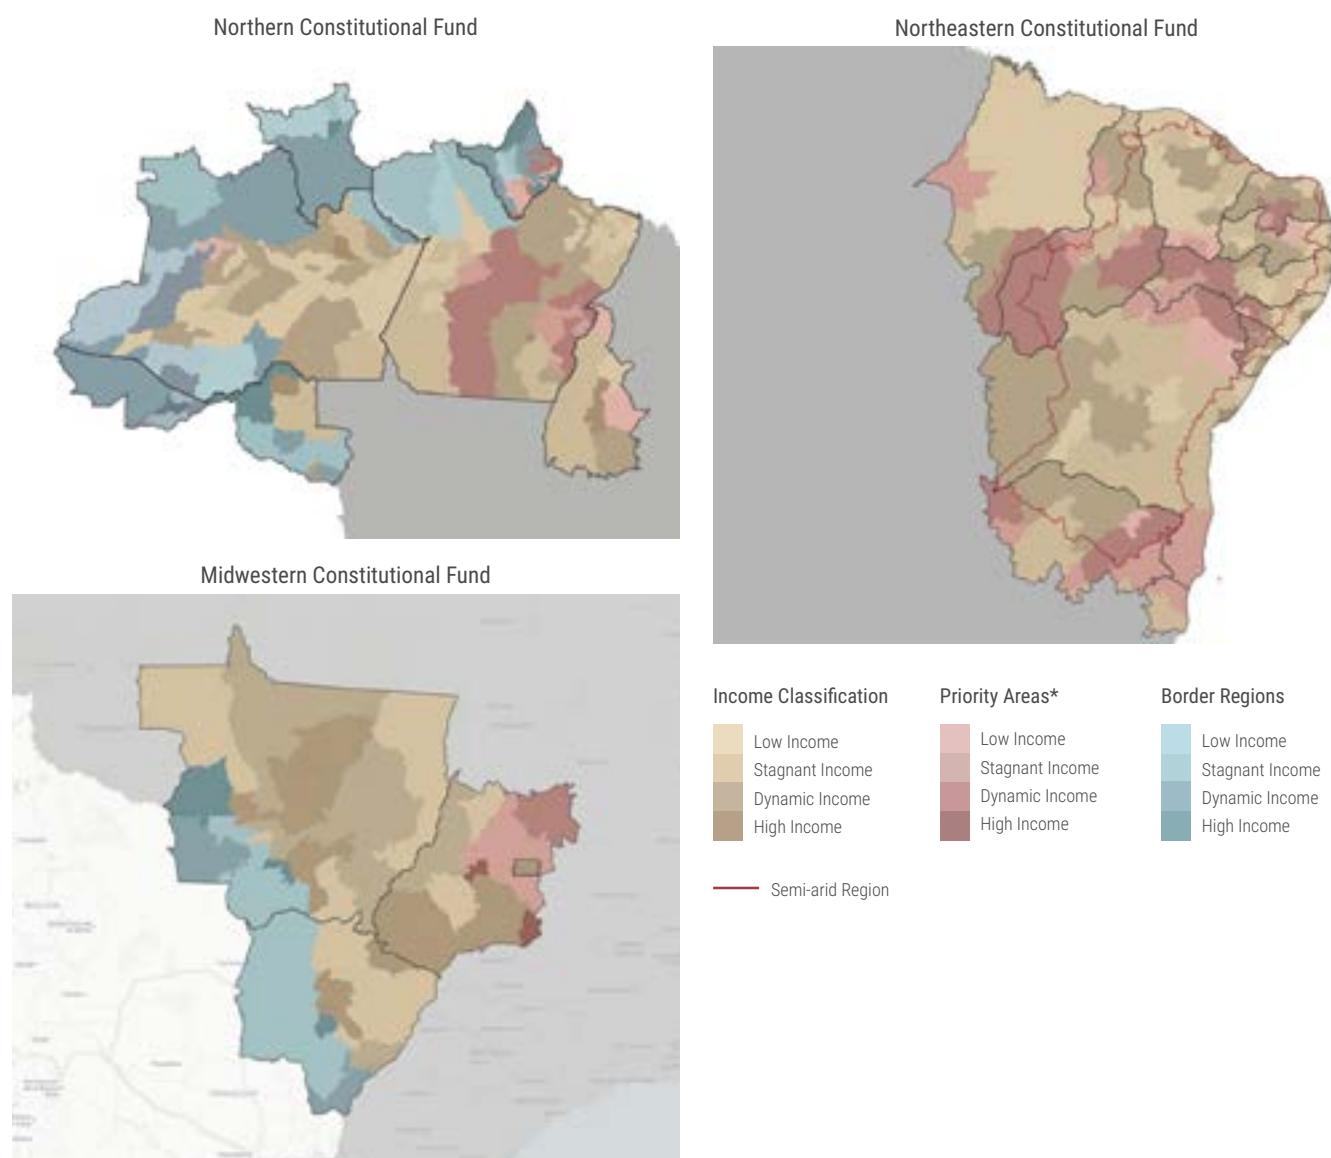 Northern Constitutional Fund
Northeastern Constitutional Fund
Midwestern Constitutional Fund
Income Classification
Low Income
Stagnant Income
Dynamic Income
High Income
Priority Areas*
Low Income
Stagnant Income
Dynamic Income
High Income
Border Regions
Low Income
Stagnant Income
Dynamic Income
High Income
Semi-arid Region